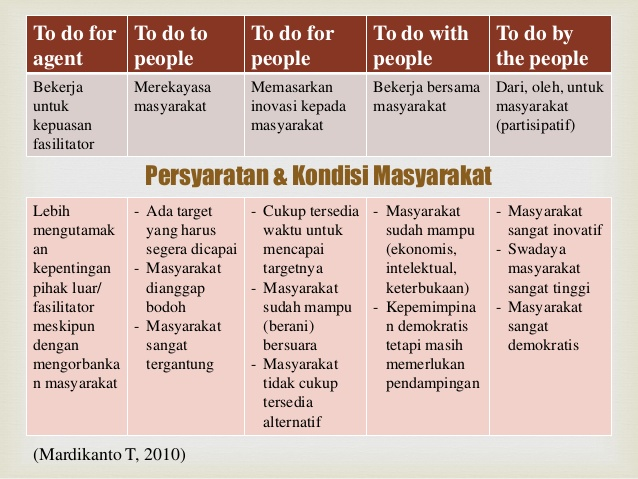 To do for
agent
To do to
people
To do for
people
To do with
people
To do by
the people
Bekerja
untuk
kepuasan
fasilitator
Merekayasa
masyarakat
Memasarkan
inovasi kepada
masyarakat
Bekerja bersama
masyarakat
Dari, oleh, untuk
masyarakat
(partisipatif)
Persyaratan & Kondisi Masyarakat
Lebih
mengutamak
an
kepentingan
pihak luar/
fasilitator
meskipun
dengan
mengorbanka
n masyarakat
- Ada target
yang harus
segera dicapai
- Masyarakat
dianggap
bodoh
- Masyarakat
sangat
tergantung
- Cukup tersedia
waktu untuk
mencapai
targetnya
- Masyarakat
sudah mampu
(berani)
bersuara
- Masyarakat
tidak cukup
tersedia
alternatif
- Masyarakat
sudah mampu
(ekonomis,
intelektual,
keterbukaan)
- Kepemimpina
n demokratis
tetapi masih
memerlukan
pendampingan
- Masyarakat
sangat inovatif
- Swadaya
masyarakat
sangat tinggi
- Masyarakat
sangat
demokratis
(Mardikanto T, 2010)